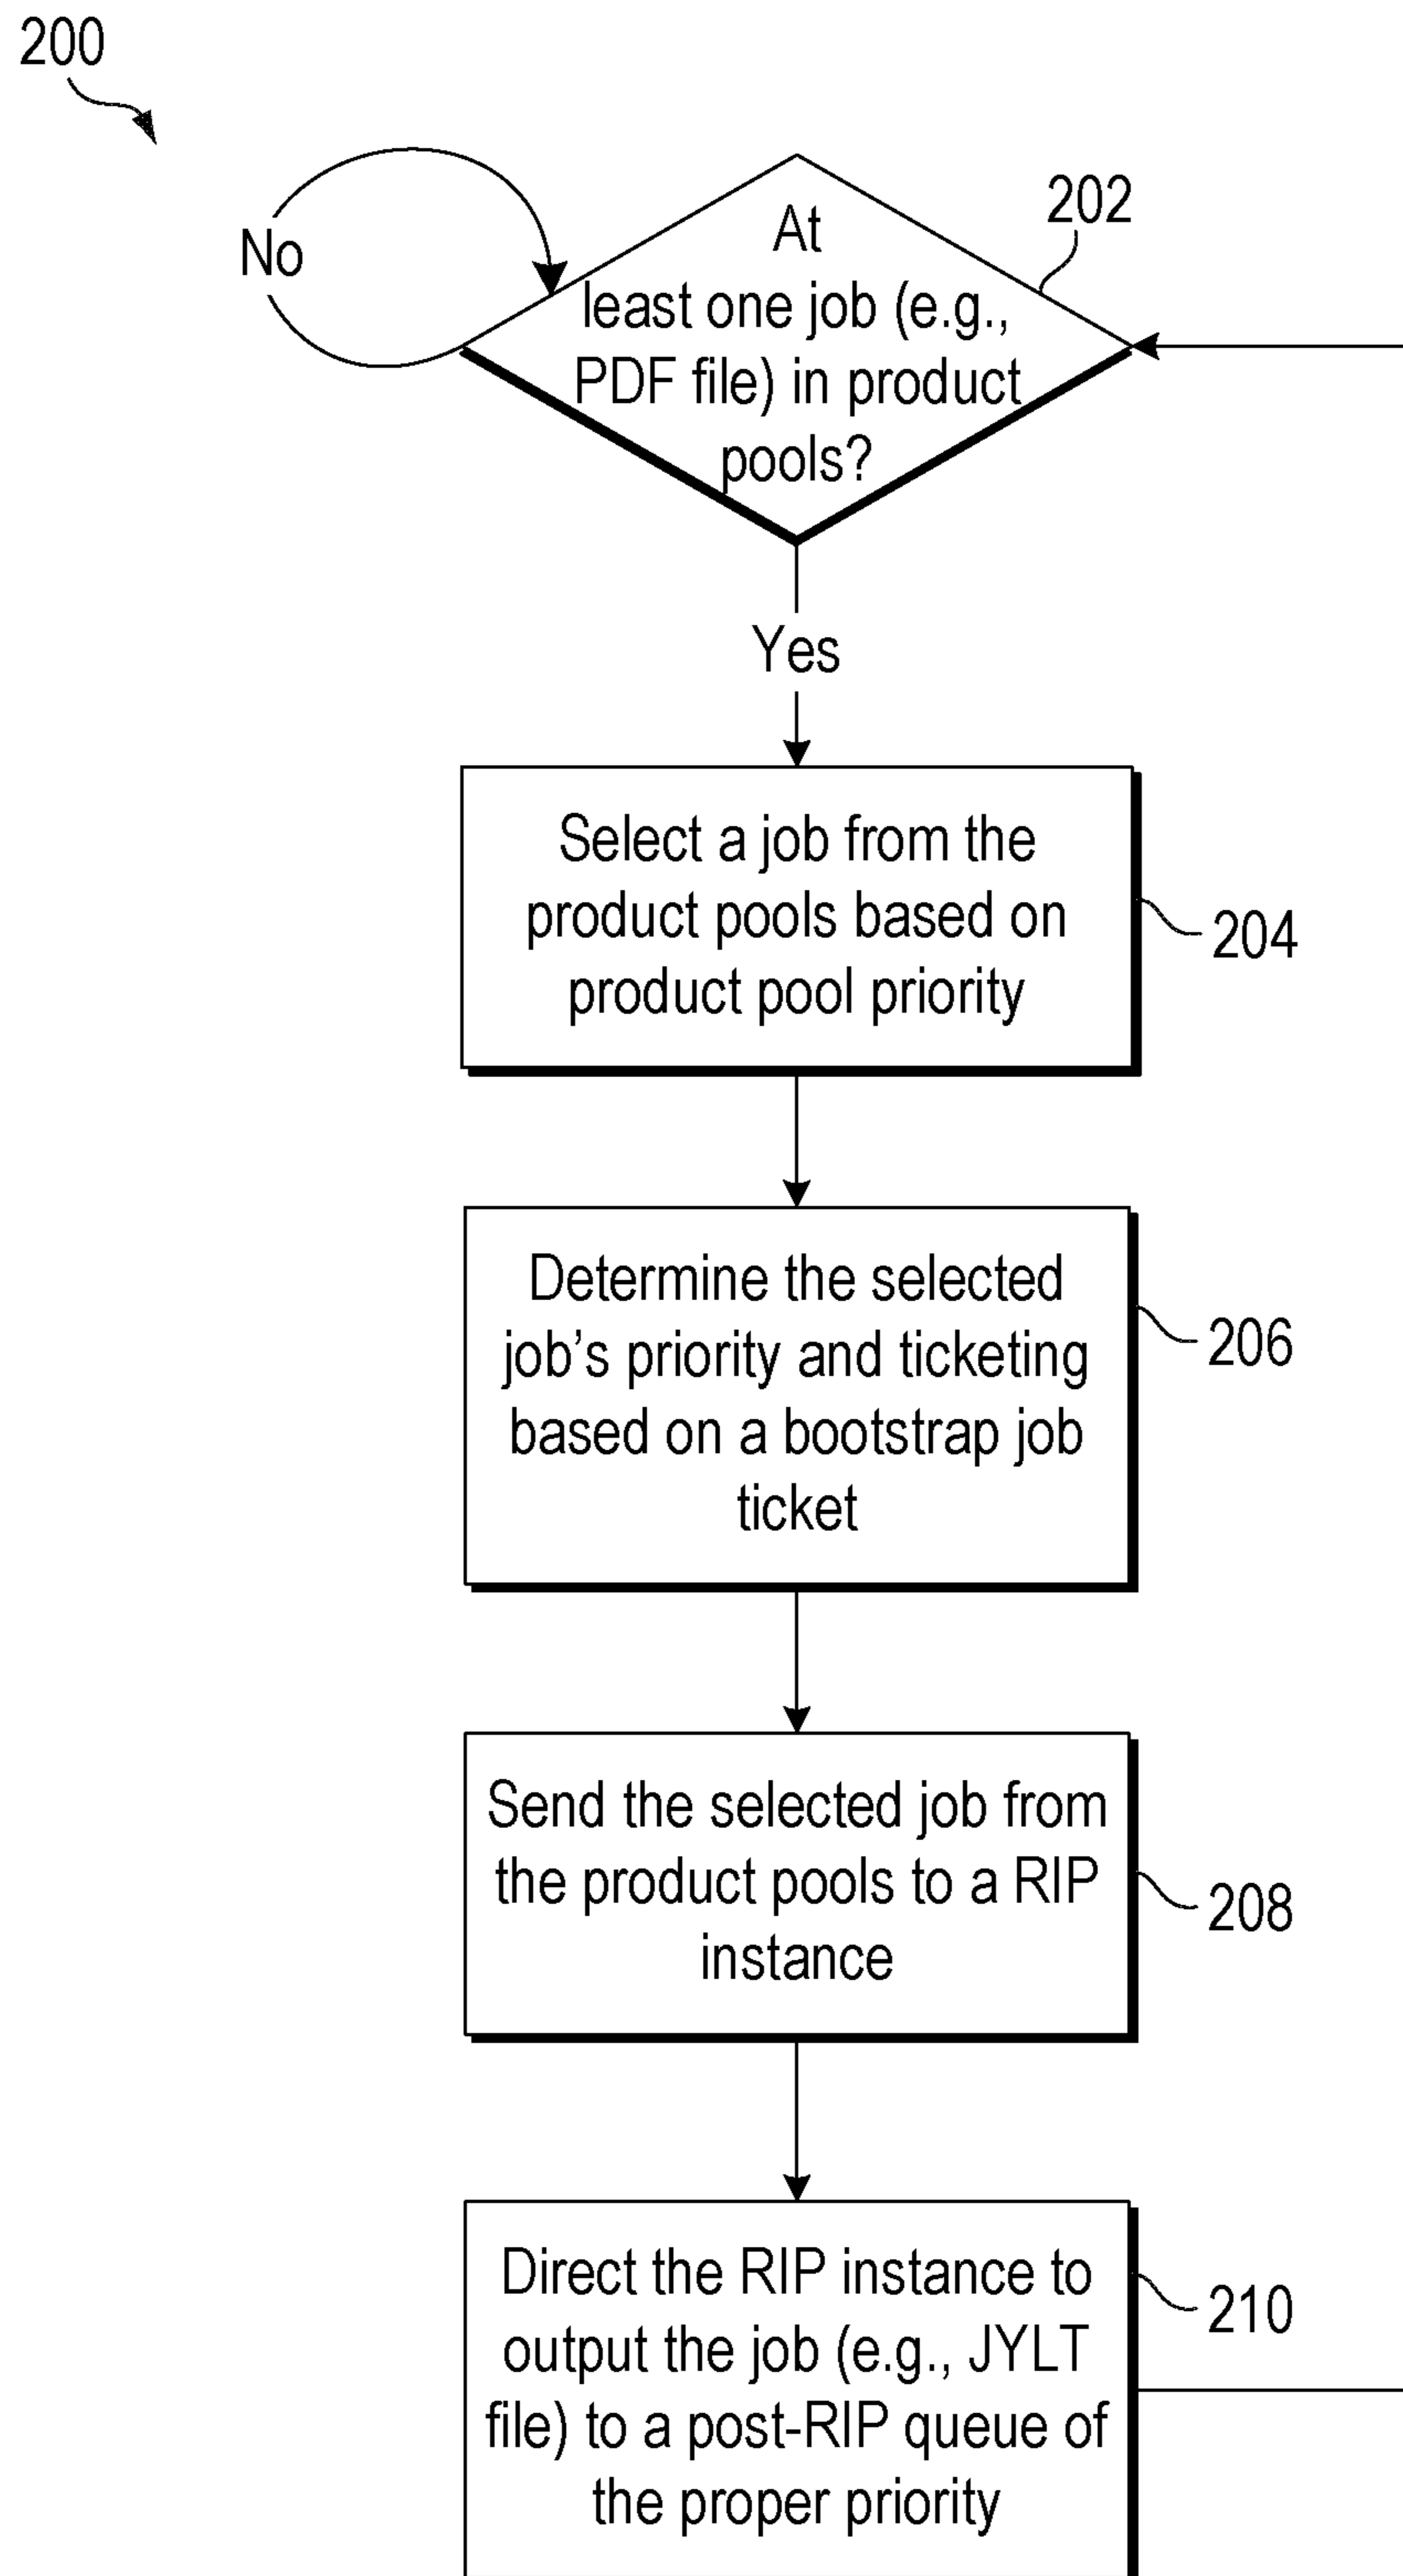 200
202
No
At
least one job (e.g.,
PDF file) in product
pools?
Yes
Select a job from the
product pools based on
product pool priority
204
Determine the selected
job’s priority and ticketing
based on a bootstrap job
ticket
206
Send the selected job from
the product pools to a RIP
instance
208
Direct the RIP instance to
output the job (e.g., JYLT
file) to a post-RIP queue of
the proper priority
210